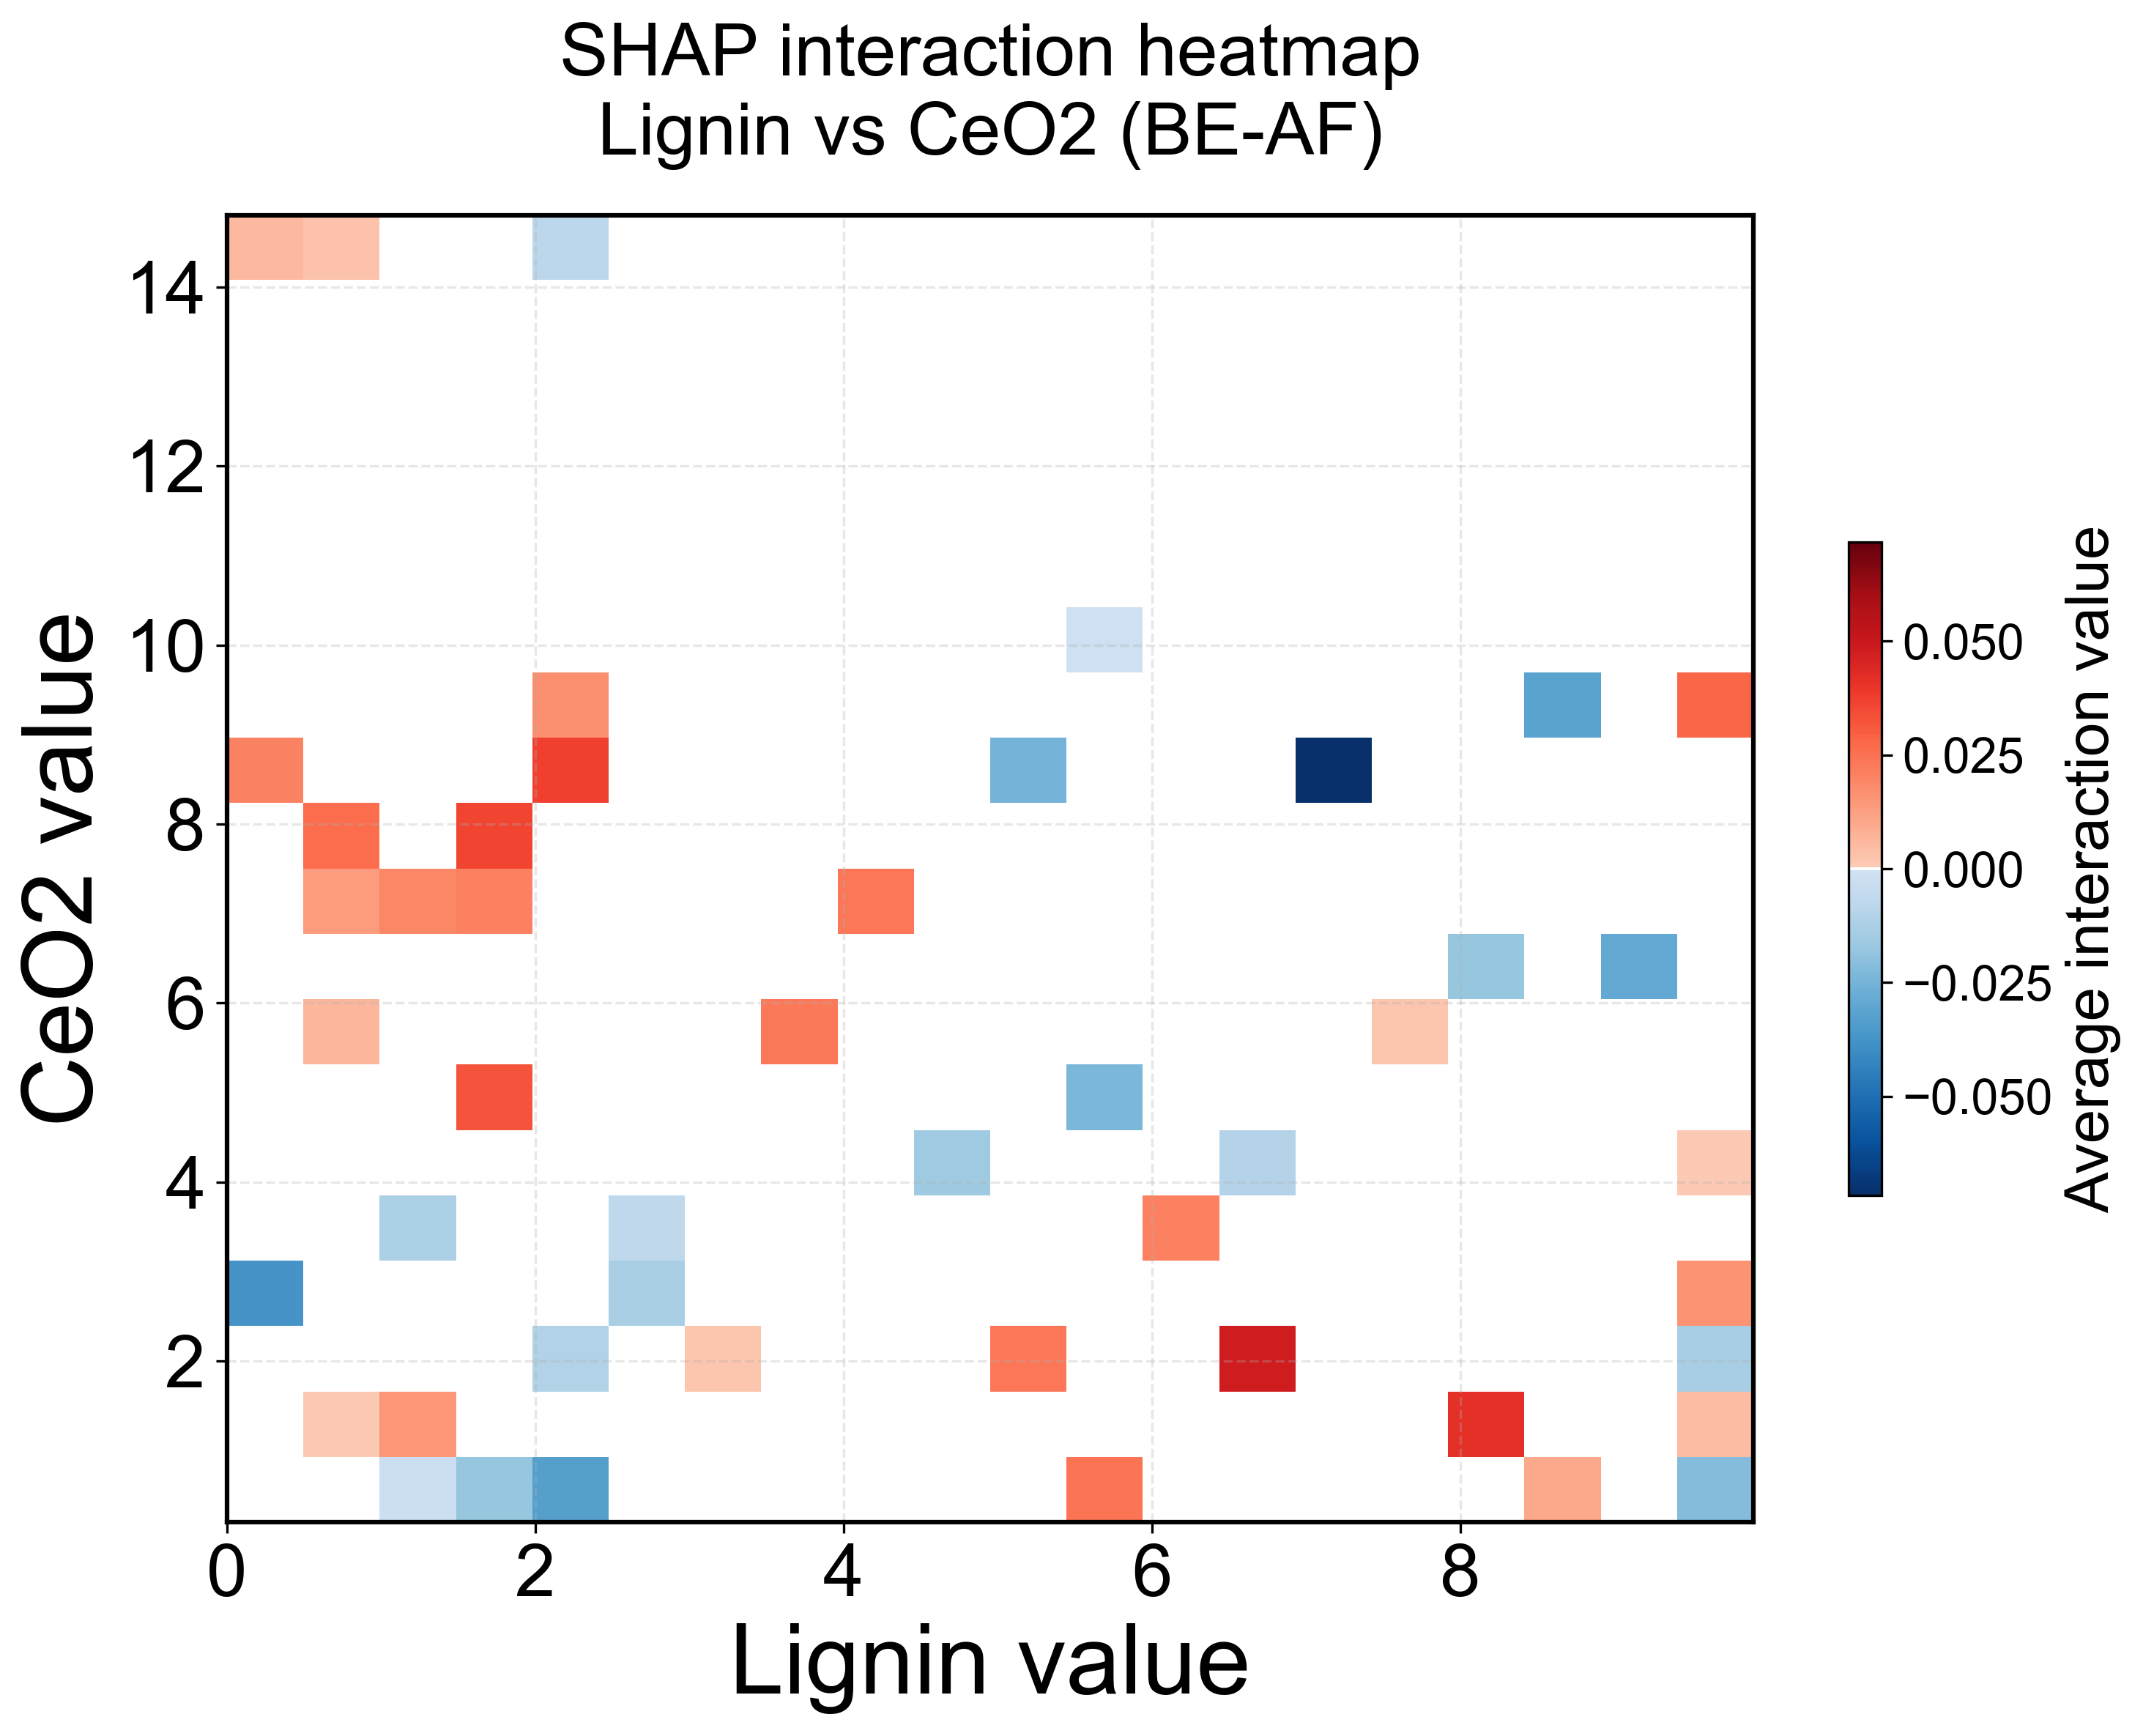 SHAP interaction heatmap
Lignin vs CeO2 (BE-AF)
CeO2 value
14
12
10
8
6
4
2
0 2 4 6 8
Lignin value
0.050
0.025
0.000
−0.025
−0.050
Average interaction value